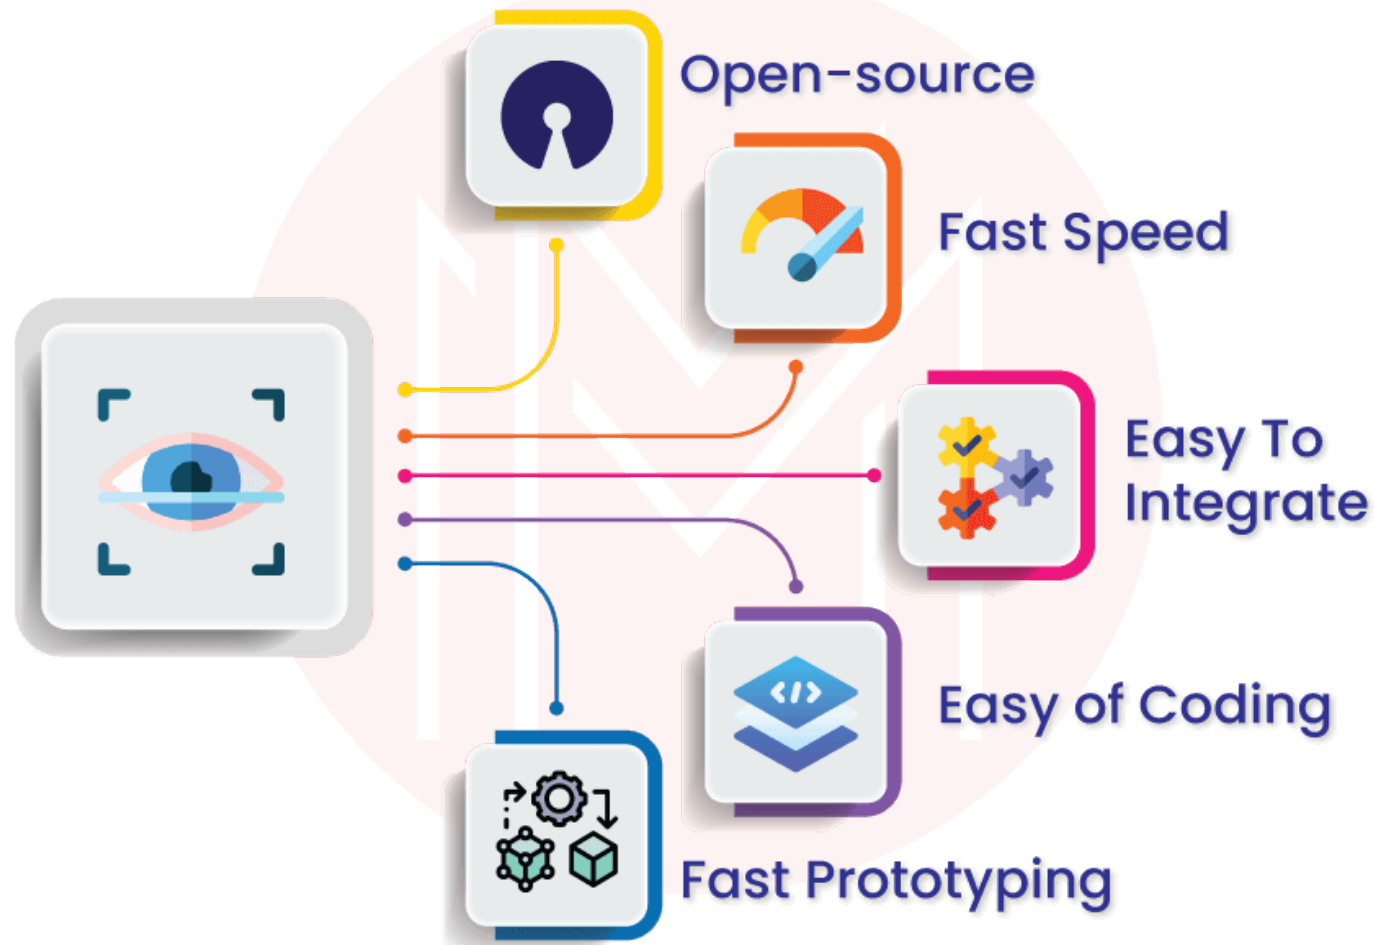 Open-source
Fast Speed
Easy To
Integrate
Easy of Coding
Fast Prototyping